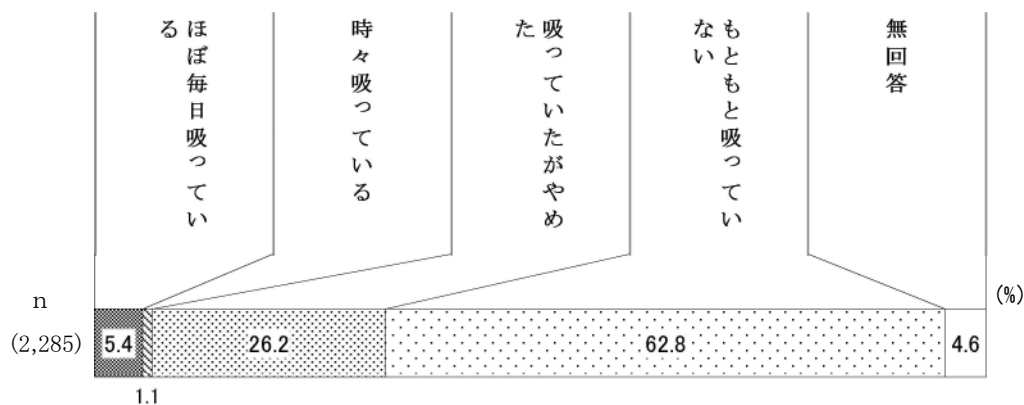 ほぼ毎日吸ってい
る
時々吸っている
吸っていたがやめ
た
もともと吸ってい
ない
無回答
(%)
n
(2,285)
5.4
26.2
62.8
4.6
1.1